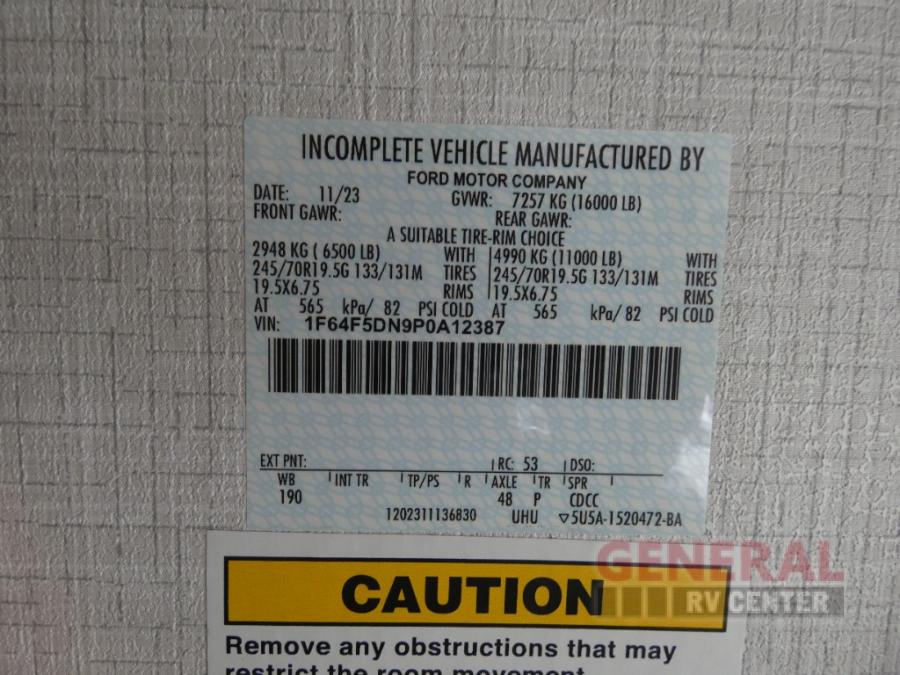 INCOMPLETE VEHICLE MANUFACTURED BY
FORD MOTOR COMPANY
DATE: 11/23 GVWR: 7257 KG (16000 LB)
FRONT GAWR: REAR GAWR:
A SUITABLE TIRE-RIM CHOICE
2948 KG ( 6500 LB) WITH 4990 KG (11000 LB) WITH
245/70R19.5G 133/131M TIRES 245/70R19.5G 133/131M TIRES
19.5X6.75 RIMS 19.5X6.75 RIMS
AT 565 kPa/ 82 PSI COLD AT 565 kPa/ 82 PSI COLD
VIN: 1F64F5DN9P0A12387
EXT PNT: RC: 53 DSO:
WB INT TR TP/PS R AXLE TR SPR
190 48 P CDCC
1202311136830 UHU ▽5U5A-1520472-BA
GENERAL
RV CENTER
CAUTION
Remove any obstructions that may
restrict the room movement